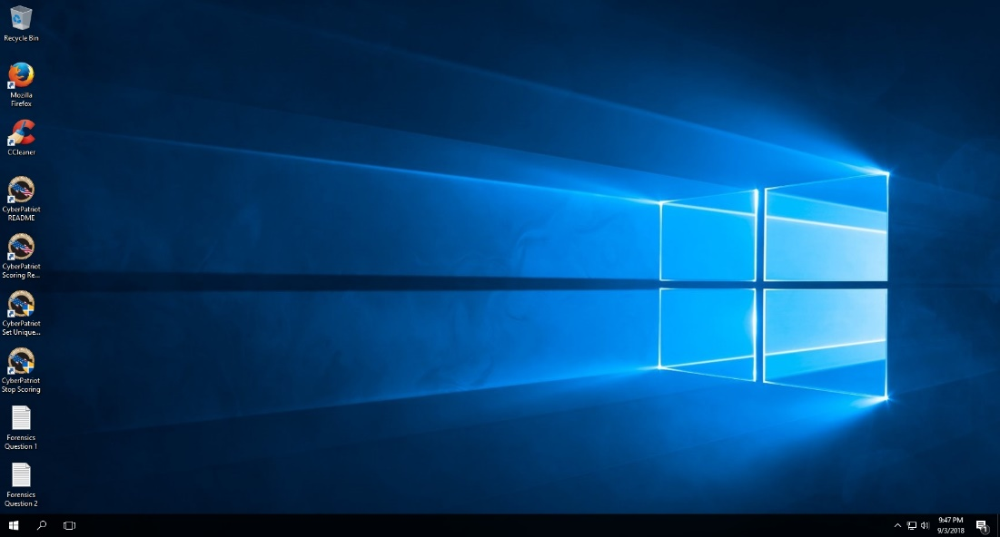 Recycle Bin
Mozilla
Firefox
CCleaner
CyberPatriot
README
CyberPatriot
Scoring Re...
CyberPatriot
Set Unique...
CyberPatriot
Stop Scoring
Forensics
Question 1
Forensics
Question 2
9:47 PM
9/3/2018
1